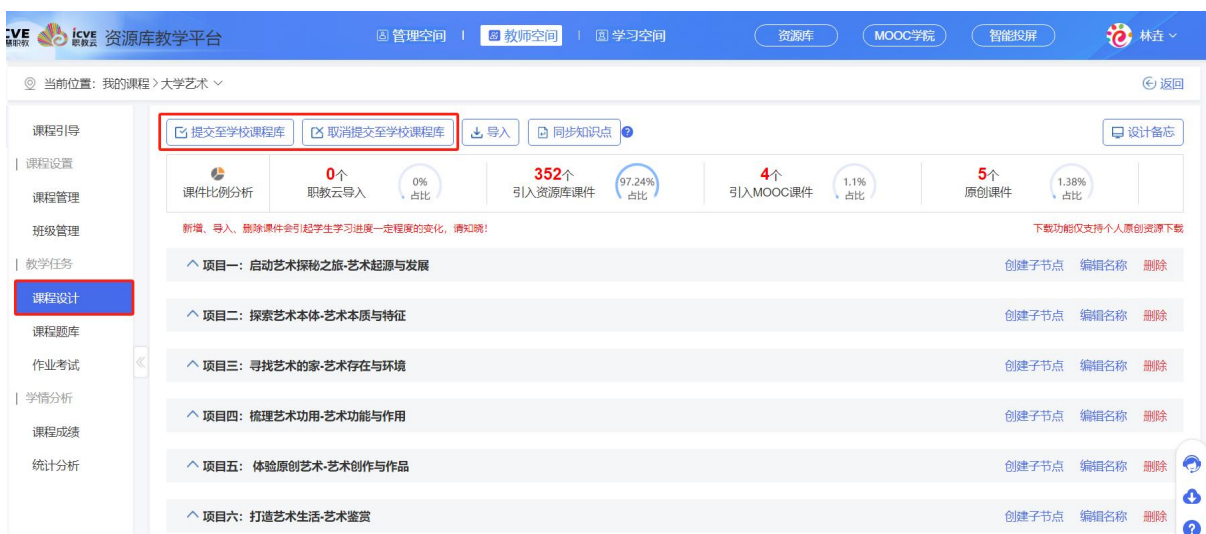 icve 智慧职教 icve 职教云 资源库教学平台 管理空间 教师空间 学习空间 资源库 MOOC学院 智能投屏 林垚
当前位置：我的课程>大学艺术 返回
课程引导
课程设置
课程管理
班级管理
教学任务
课程设计
课程题库
作业考试
学情分析
课程成绩
统计分析
提交至学校课程库 取消提交至学校课程库 导入 同步知识点 设计备忘
课件比例分析
0个
职教云导入
0%
占比
352个
引入资源库课件
97.24%
占比
4个
引入MOOC课件
1.1%
占比
5个
原创课件
1.38%
占比
新增、导入、删除课件会引起学生学习进度一定程度的变化，请知晓！ 下载功能仅支持个人原创资源下载
项目一：启动艺术探秘之旅-艺术起源与发展 创建子节点 编辑名称 删除
项目二：探索艺术本体-艺术本质与特征 创建子节点 编辑名称 删除
项目三：寻找艺术的家-艺术存在与环境 创建子节点 编辑名称 删除
项目四：梳理艺术功用-艺术功能与作用 创建子节点 编辑名称 删除
项目五： 体验原创艺术-艺术创作与作品 创建子节点 编辑名称 删除
项目六：打造艺术生活-艺术鉴赏 创建子节点 编辑名称 删除